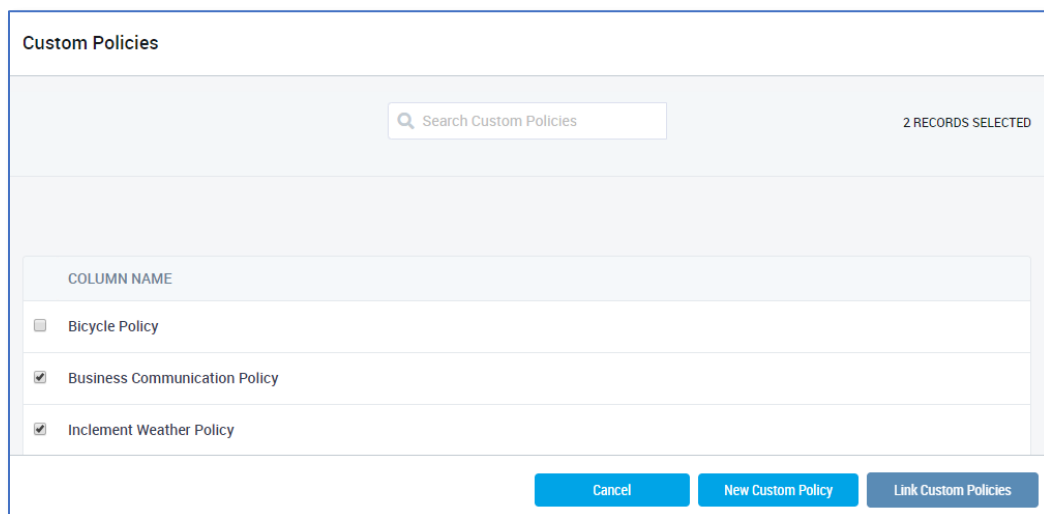 Custom Policies
Search Custom Policies
2 RECORDS SELECTED
COLUMN NAME
Bicycle Policy
Business Communication Policy
Inclement Weather Policy
Cancel
New Custom Policy
Link Custom Policies